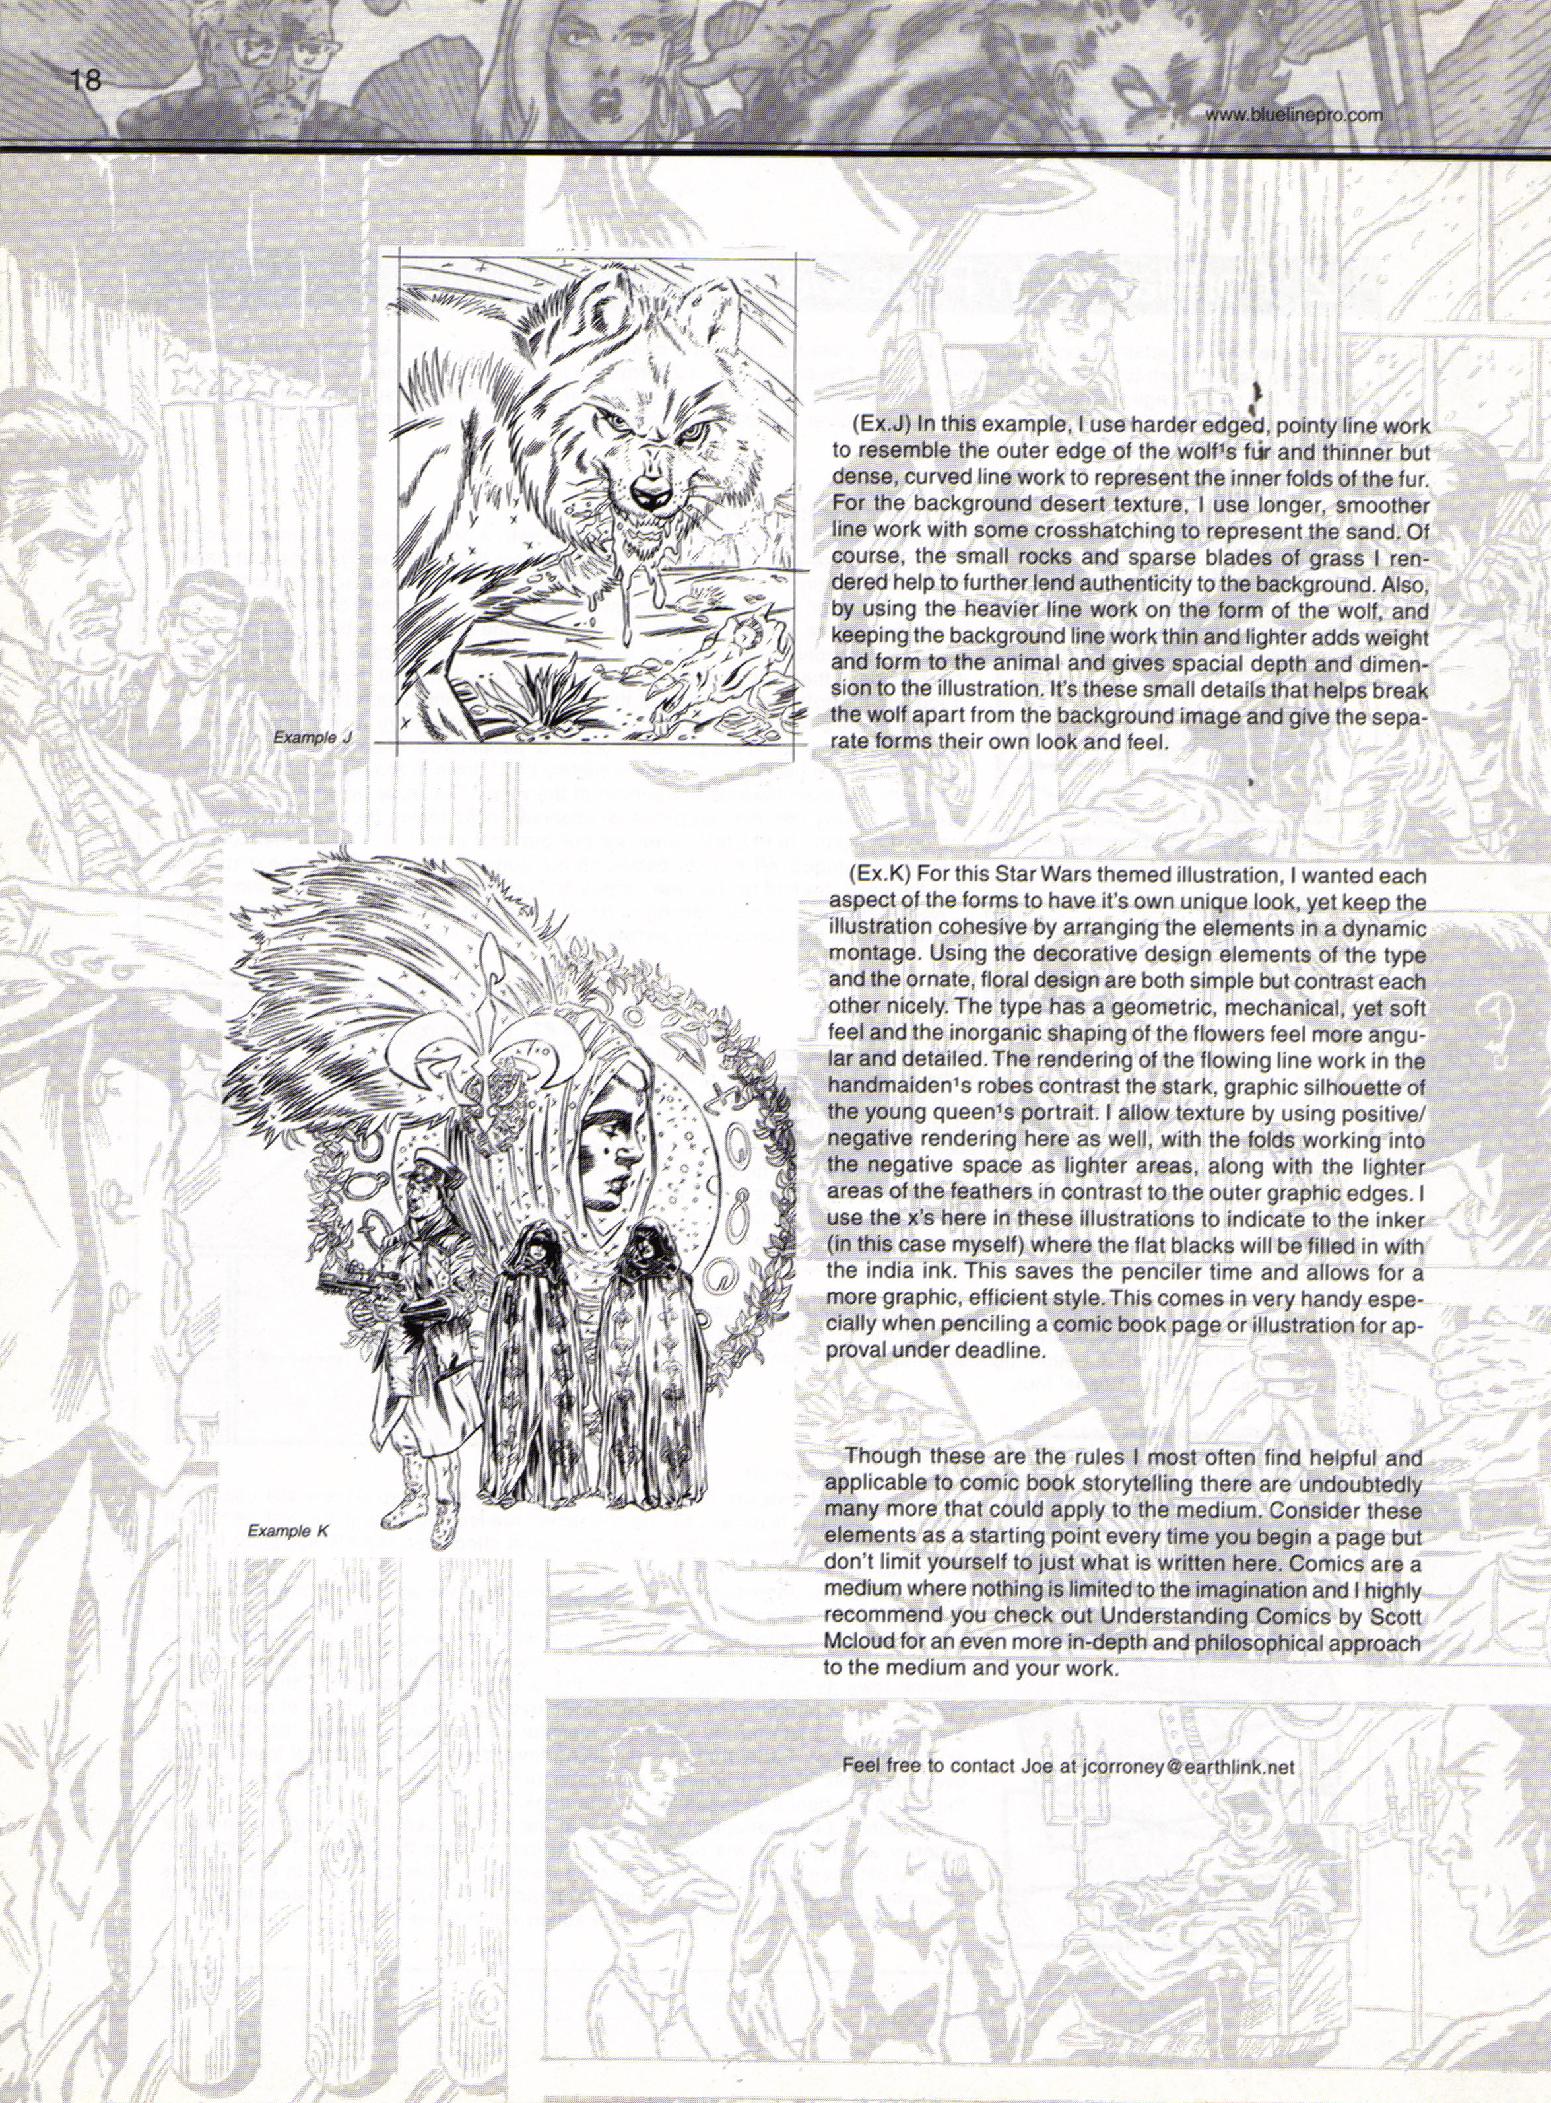 18
www.bluelinepro.com
(Ex.J) In this example, I use harder edged, pointy line work
to resemble the outer edge of the wolf's fur and thinner but
dense, curved line work to represent the inner folds of the fur.
For the background desert texture, I use longer, smoother
line work with some crosshatching to represent the sand. Of
course, the small rocks and sparse blades of grass I ren-
dered help to further lend authenticity to the background. Also,
by using the heavier line work on the form of the wolf, and
keeping the background line work thin and lighter adds weight
and form to the animal and gives spacial depth and dimen-
sion to the illustration. It's these small details that helps break
the wolf apart from the background image and give the sepa-
rate forms their own look and feel.
Example J
(Ex.K) For this Star Wars themed illustration, I wanted each
aspect of the forms to have it's own unique look, yet keep the
illustration cohesive by arranging the elements in a dynamic
montage. Using the decorative design elements of the type
and the ornate, floral design are both simple but contrast each
other nicely. The type has a geometric, mechanical, yet soft
feel and the inorganic shaping of the flowers feel more angu-
lar and detailed. The rendering of the flowing line work in the
handmaiden's robes contrast the stark, graphic silhouette of
the young queen's portrait. I allow texture by using positive/
negative rendering here as well, with the folds working into
the negative space as lighter areas, along with the lighter
areas of the feathers in contrast to the outer graphic edges. I
use the x's here in these illustrations to indicate to the inker
(in this case myself) where the flat blacks will be filled in with
the india ink. This saves the penciler time and allows for a
more graphic, efficient style. This comes in very handy espe-
cially when penciling a comic book page or illustration for ap-
proval under deadline.
Example K
Though these are the rules I most often find helpful and
applicable to comic book storytelling there are undoubtedly
many more that could apply to the medium. Consider these
elements as a starting point every time you begin a page but
don't limit yourself to just what is written here. Comics are a
medium where nothing is limited to the imagination and I highly
recommend you check out Understanding Comics by Scott
Mcloud for an even more in-depth and philosophical approach
to the medium and your work.
Feel free to contact Joe at jcorroney@earthlink.net